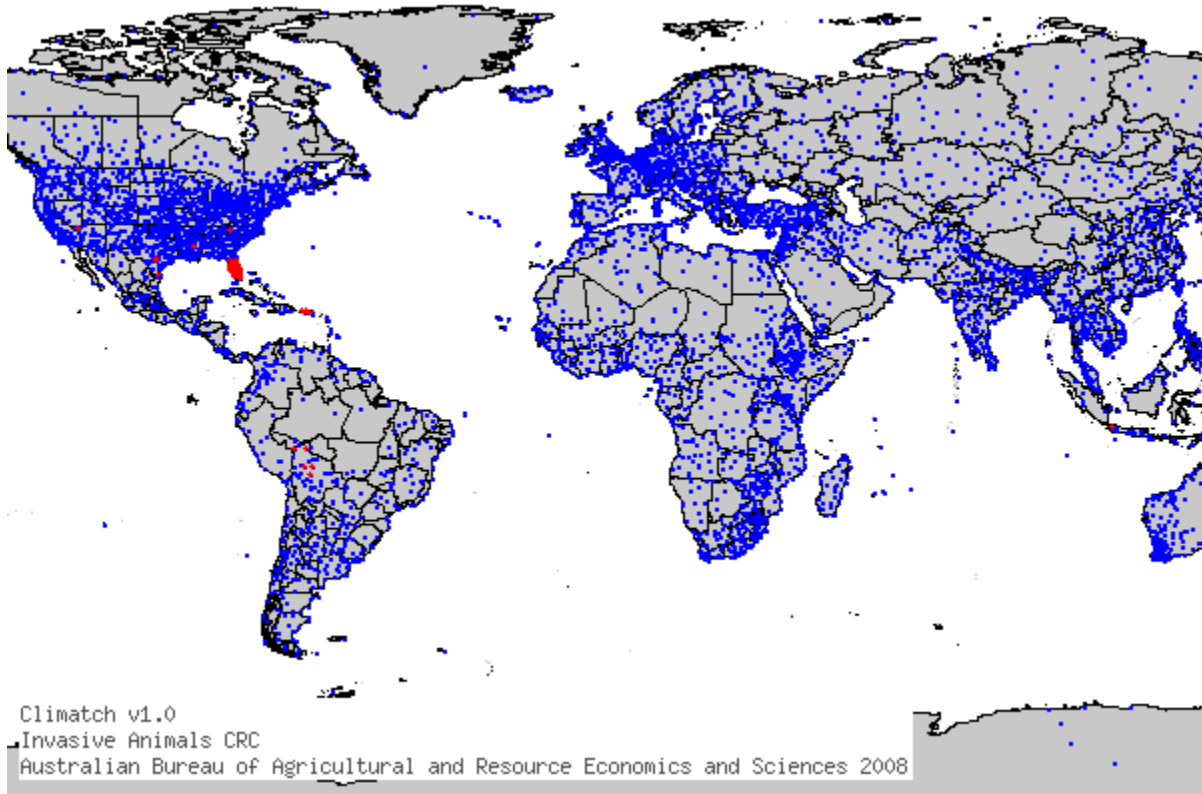 Climatch v1.0
Invasive Animals CRC
Australian Bureau of Agricultural and Resource Economics and Sciences 2008